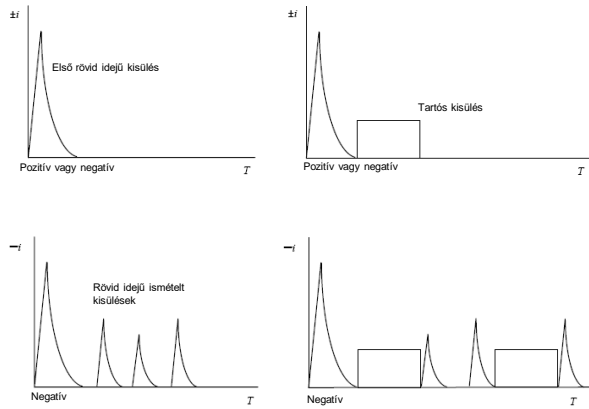 ±i
Első rövid idejű kisülés
Pozitív vagy negatív
T
±i
Tartós kisülés
Pozitív vagy negatív
T
−i
Rövid idejű ismételt
kisülések
Negatív
T
−i
Negatív
T